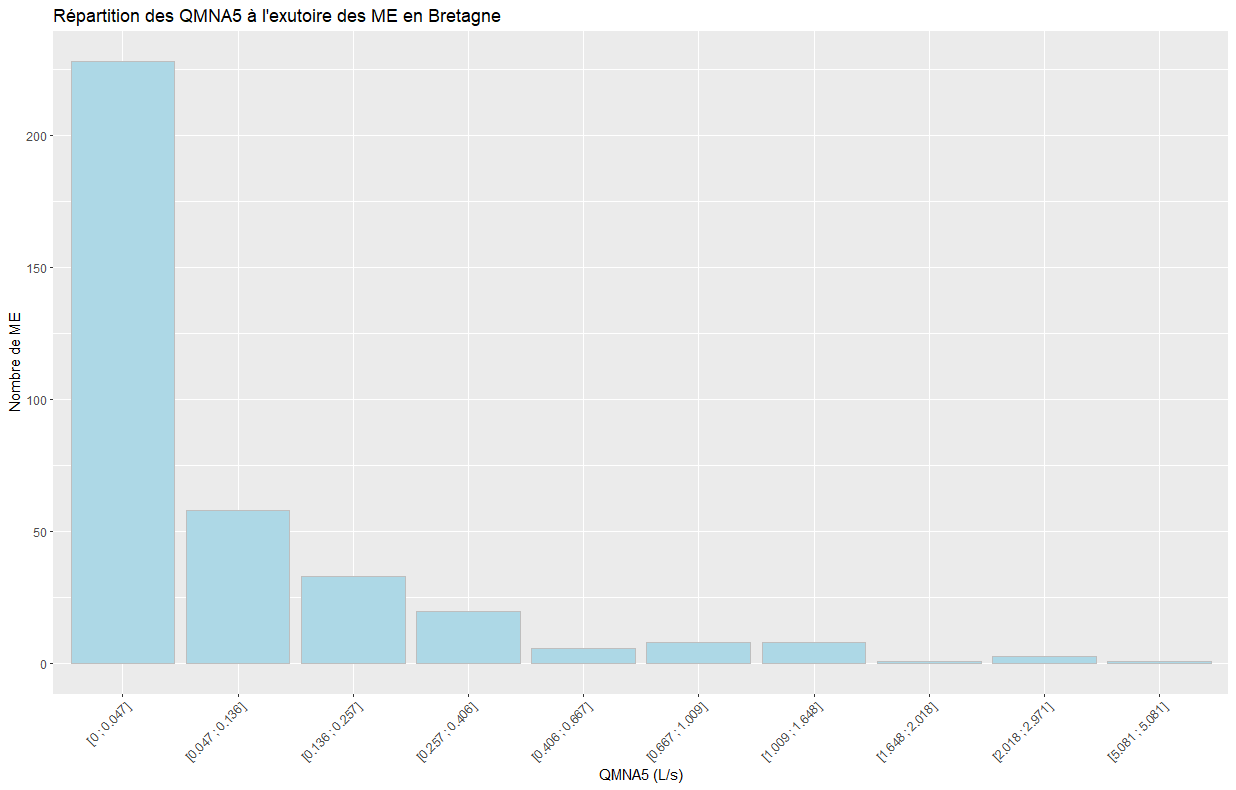 Répartition des QMNA5 à l'exutoire des ME en Bretagne
Nombre de ME
200
150
100
50
0
[0 ; 0.047]
[0.047 ; 0.136]
[0.136 ; 0.257]
[0.257 ; 0.406]
[0.406 ; 0.667]
[0.667 ; 1.009]
[1.009 ; 1.648]
[1.648 ; 2.018]
[2.018 ; 2.971]
[5.081 ; 5.081]
QMNA5 (L/s)